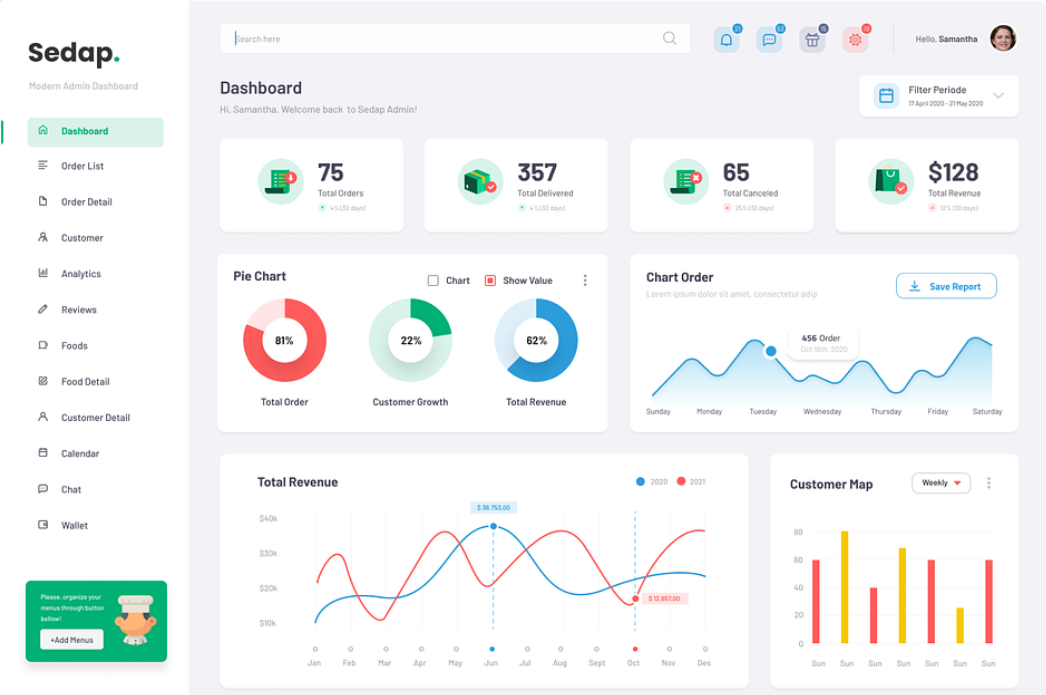 Sedap.
Modern Admin Dashboard
Dashboard
Order List
Order Detail
Customer
Analytics
Reviews
Foods
Food Detail
Customer Detail
Calendar
Chat
Wallet
Please, organize your
menus through button
bellow!
+Add Menus
Search here
21
53
15
19
Hello, Samantha
Dashboard
Hi, Samantha. Welcome back to Sedap Admin!
Filter Periode
17 April 2020 - 21 May 2020
75
Total Orders
4% (30 days)
357
Total Delivered
4% (30 days)
65
Total Canceled
25% (30 days)
$128
Total Revenue
12% (30 days)
Pie Chart
Chart
Show Value
81%
22%
62%
Total Order
Customer Growth
Total Revenue
Chart Order
Lorem ipsum dolor sit amet, consectetur adip
Save Report
456 Order
Oct 18th, 2020
Sunday Monday Tuesday Wednesday Thursday Friday Saturday
Total Revenue
2020 2021
$40k
$30k
$20k
$10k
$ 38.753,00
$ 12.657,00
Jan Feb Mar Apr May Jun Jul Aug Sept Oct Nov Des
Customer Map
Weekly
80
60
40
20
0
Sun Sun Sun Sun Sun Sun Sun